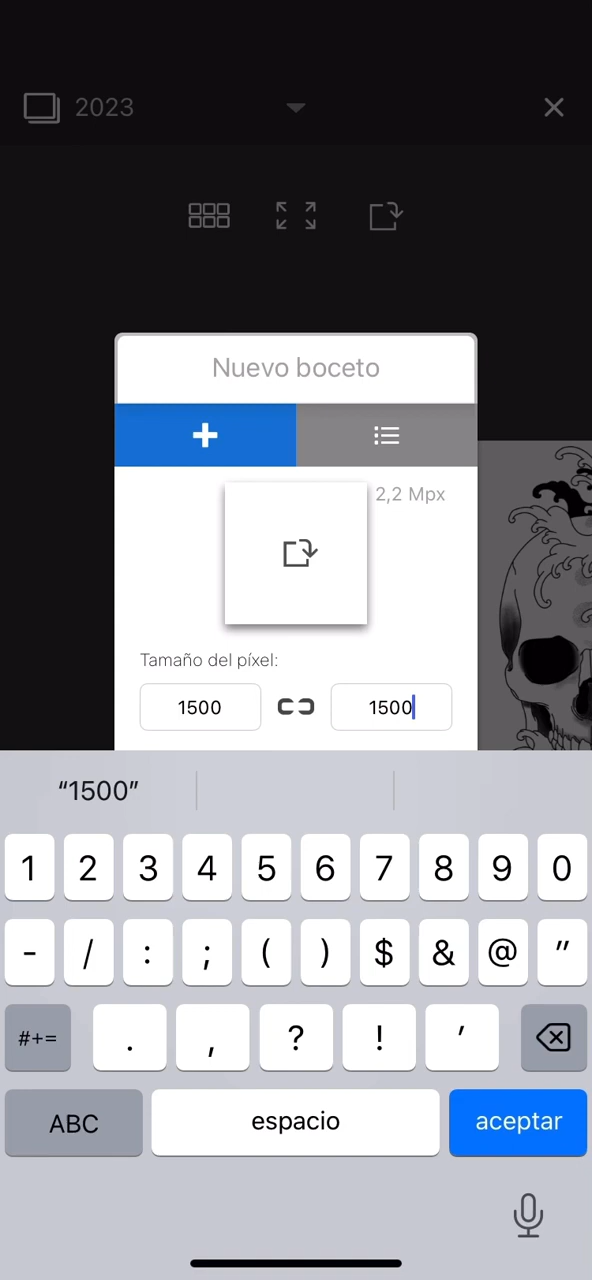 2023
Nuevo boceto
2,2 Mpx
Tamaño del píxel:
1500 1500
“1500”
1 2 3 4 5 6 7 8 9 0
- / : ; ( ) $ & @ "
#+= . , ? ! '
ABC espacio aceptar